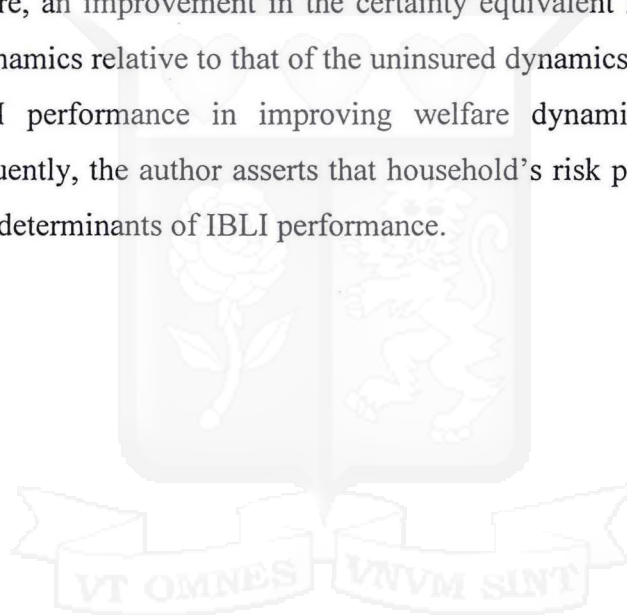 re, an improvement in the certainty equivalent
namics relative to that of the uninsured dynamics
I performance in improving welfare dynami
uently, the author asserts that household's risk p
determinants of IBLI performance.
VT OMNES VNVM SINT